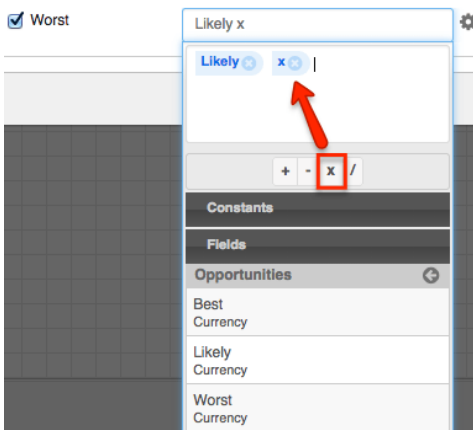 Worst
Likely x
Likely x
+ - x /
Constants
Fields
Opportunities
Best
Currency
Likely
Currency
Worst
Currency